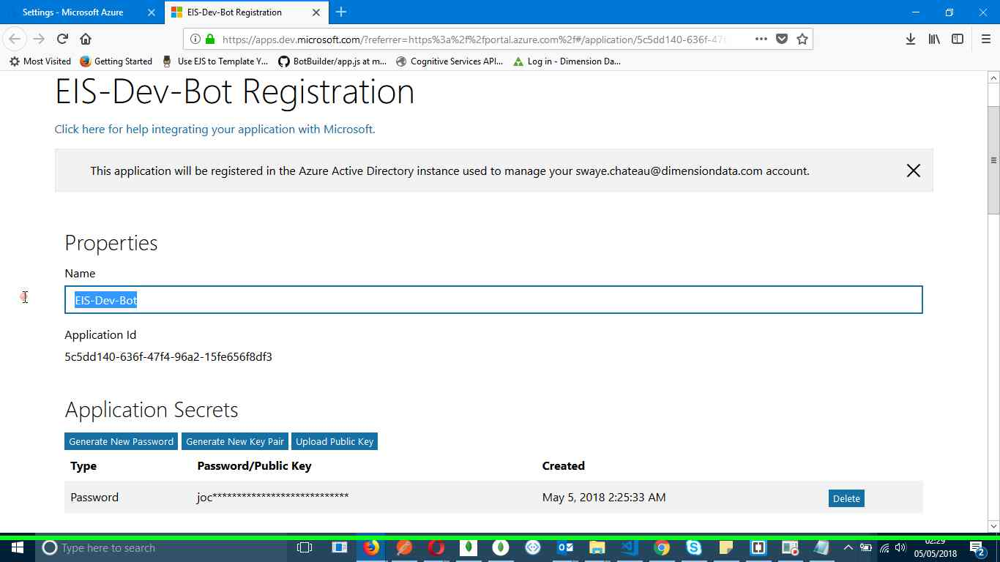 Settings - Microsoft Azure
EIS-Dev-Bot Registration
https://apps.dev.microsoft.com/?referrer=https%3a%2f%2fportal.azure.com%2f#/application/5c5dd140-636f-47f
Most Visited
Getting Started
Use EJS to Template Y...
BotBuilder/app.js at m...
Cognitive Services API...
Log in - Dimension Da...
EIS-Dev-Bot Registration
Click here for help integrating your application with Microsoft.
This application will be registered in the Azure Active Directory instance used to manage your swaye.chateau@dimensiondata.com account.
Properties
Name
EIS-Dev-Bot
Application Id
5c5dd140-636f-47f4-96a2-15fe656f8df3
Application Secrets
Generate New Password
Generate New Key Pair
Upload Public Key
Type
Password/Public Key
Created
Password
joc****************************
May 5, 2018 2:25:33 AM
Delete
Type here to search
02:29
05/05/2018
2